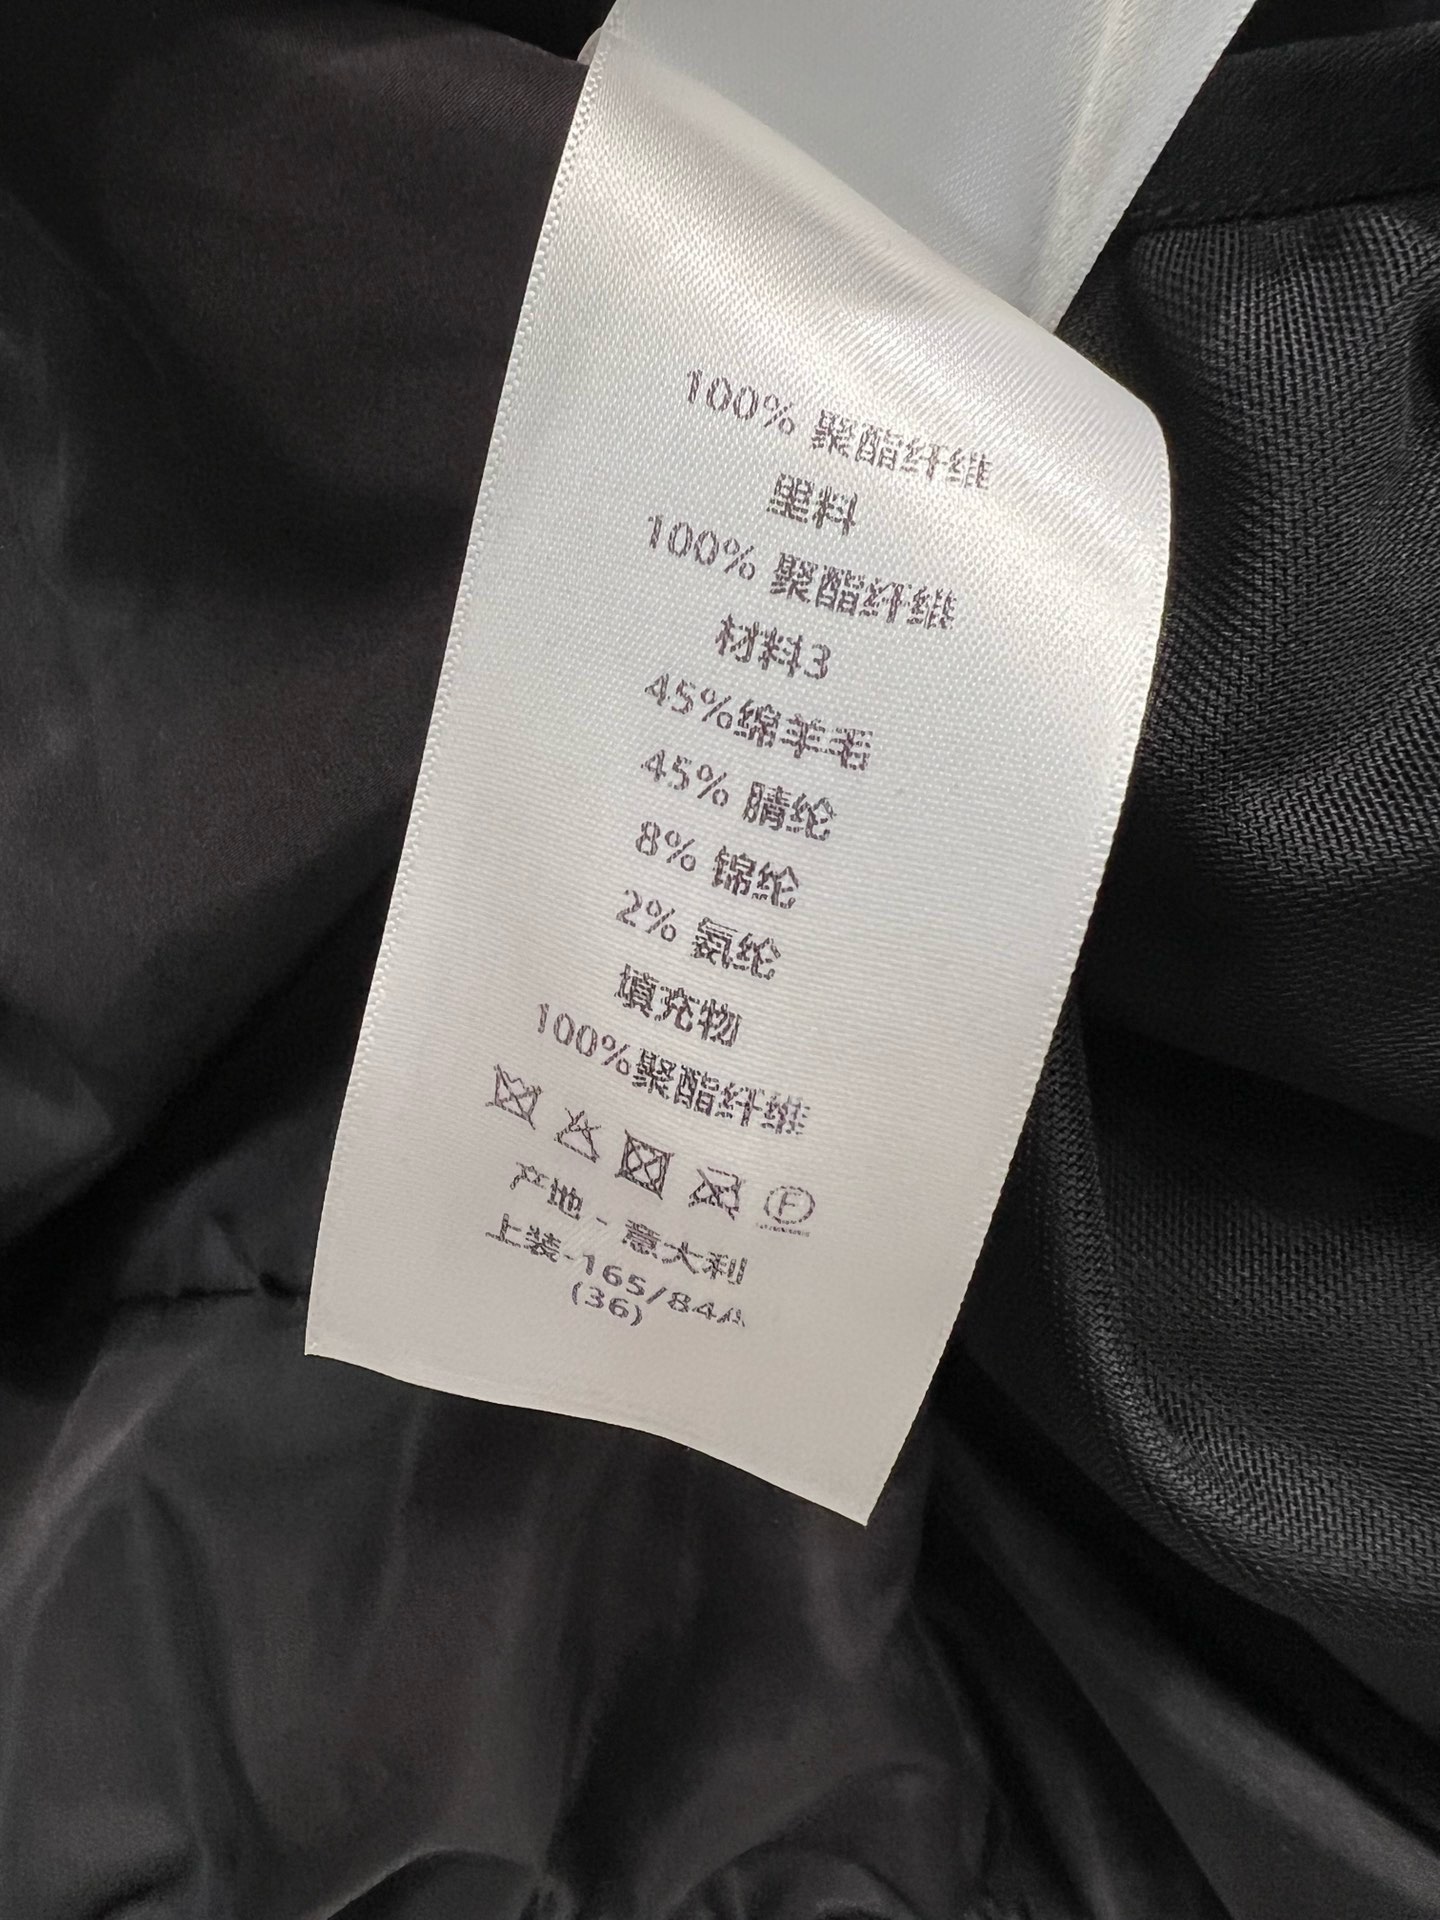 100% 聚酯纤维
里料
100% 聚酯纤维
材料3
45%绵羊毛
45% 腈纶
8% 锦纶
2% 氨纶
填充物
100%聚酯纤维
F
产地 - 意大利
上装-165/84A
(36)